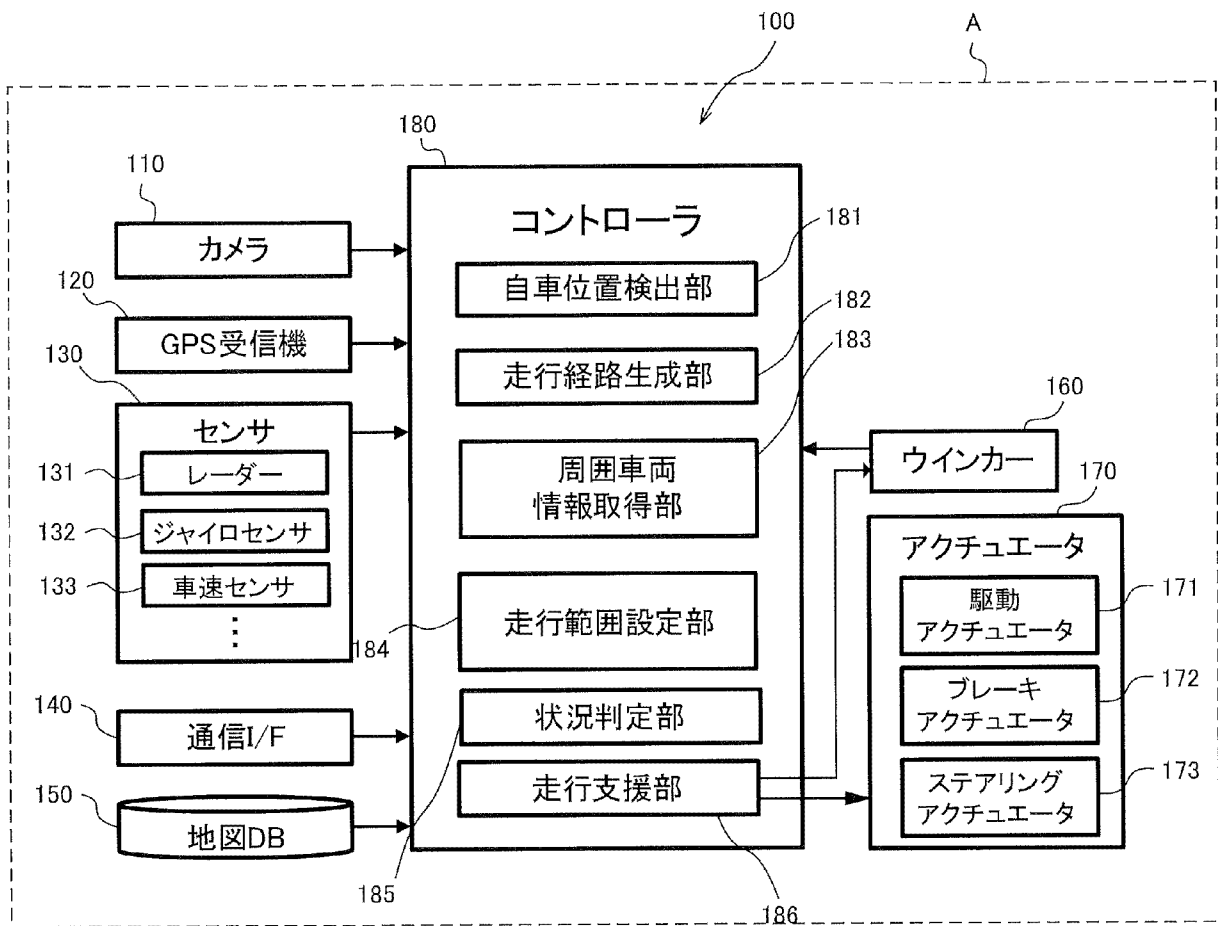 A
100
180
110
カメラ
120
GPS受信機
130
センサ
131
レーダー
132
ジャイロセンサ
133
車速センサ
⋮
140
通信I/F
150
地図DB
コントローラ
181
自車位置検出部
182
走行経路生成部
183
周囲車両
情報取得部
184
走行範囲設定部
185
状況判定部
186
走行支援部
160
ウインカー
170
アクチュエータ
171
駆動
アクチュエータ
172
ブレーキ
アクチュエータ
173
ステアリング
アクチュエータ